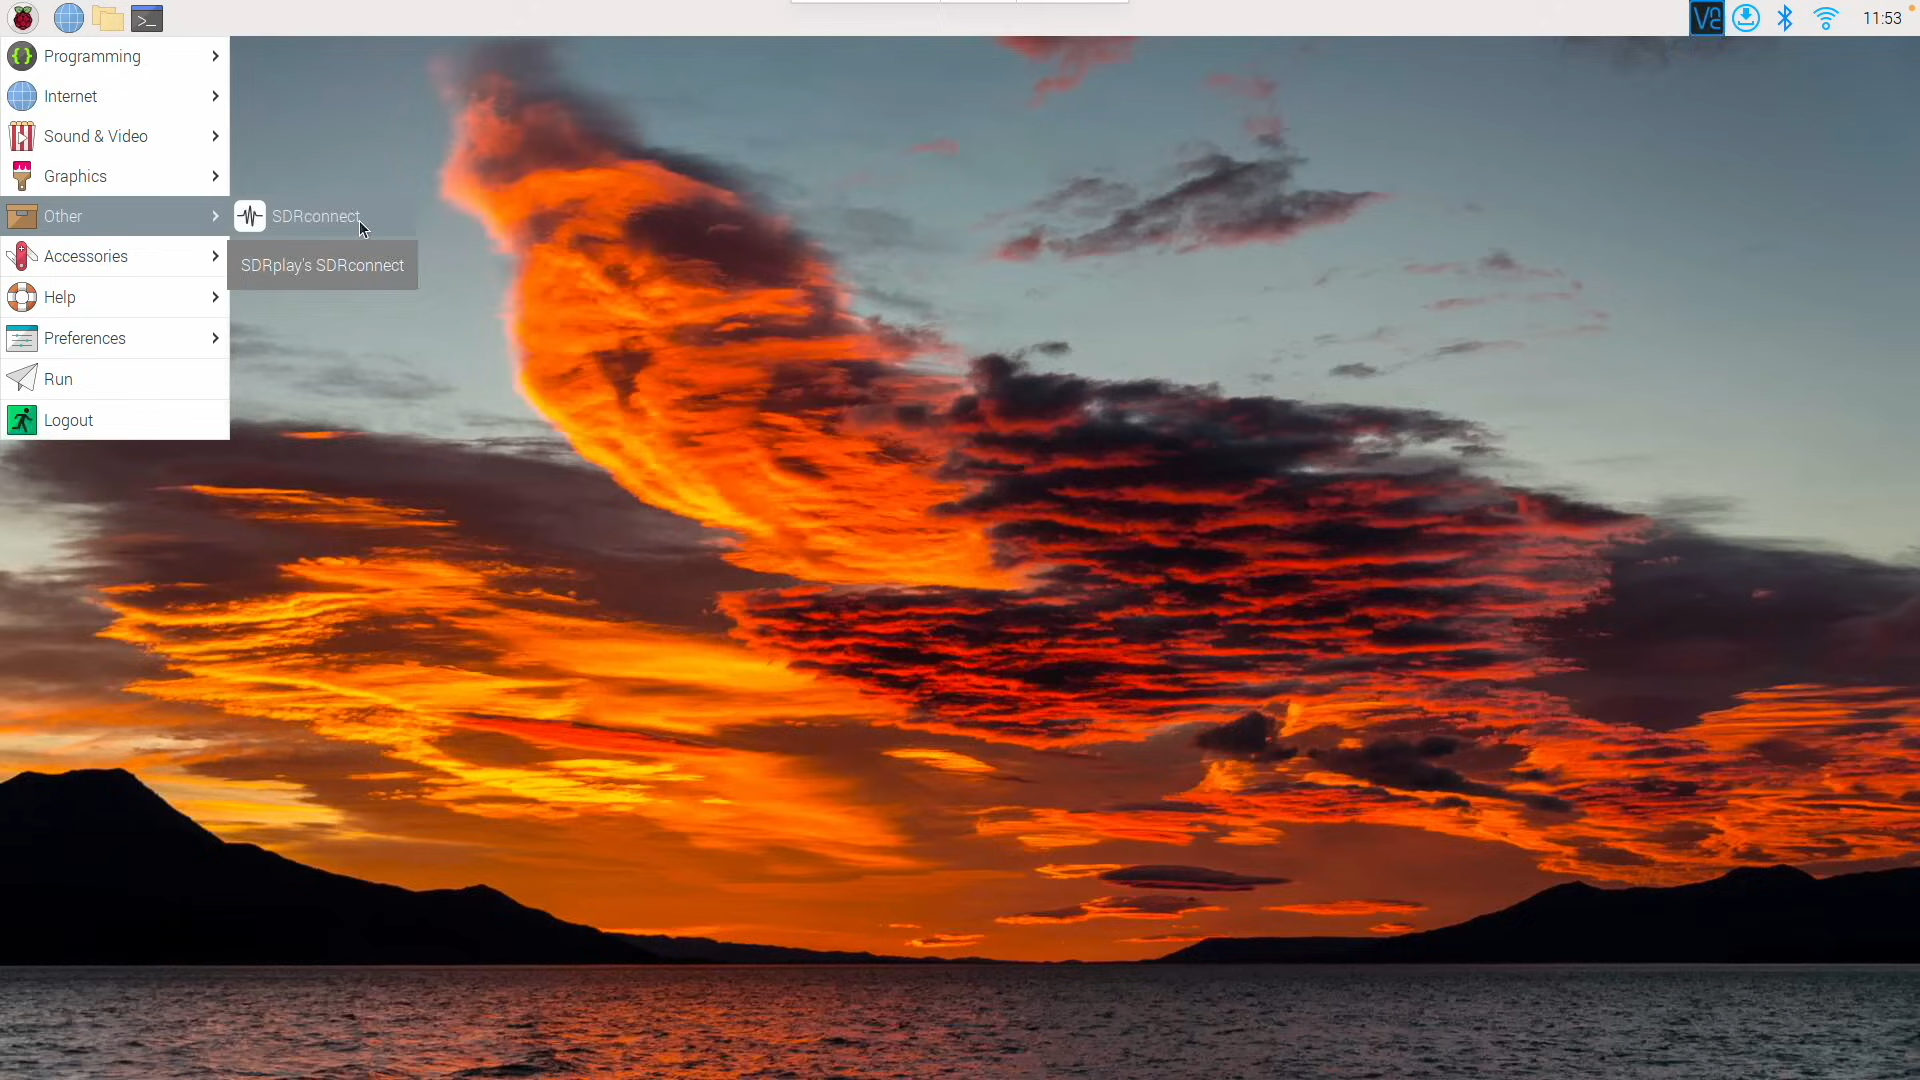 11:53
Programming
Internet
Sound & Video
Graphics
Other
SDRconnect
Accessories
SDRplay's SDRconnect
Help
Preferences
Run
Logout